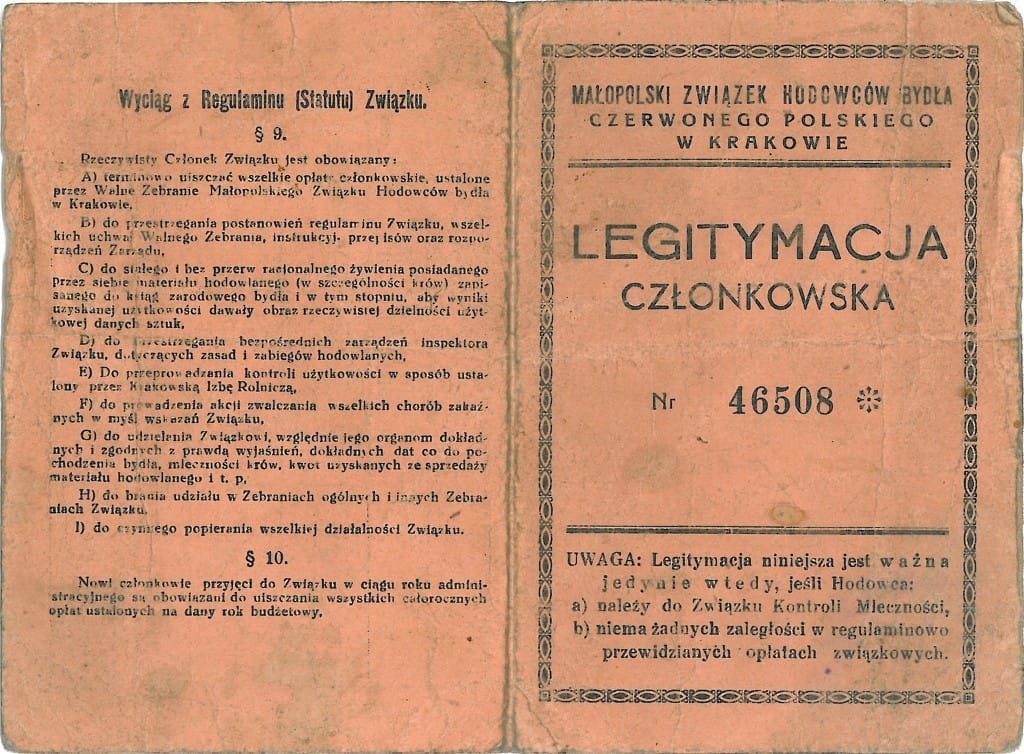 Wyciąg z Regulaminu (Statutu) Związku.
§ 9.
Rzeczywisty Członek Związku jest obowiązany:
A) terminowo uiszczać wszelkie opłaty członkowskie, ustalone
przez Walne Zebranie Małopolskiego Związku Hodowców bydła
w Krakowie,
B) do przestrzegania postanowień regulaminu Związku, wszel-
kich uchwał Walnego Zebrania, instrukcyj, przepisów oraz rozpo-
rządzeń Zarządu,
C) do stałego i bez przerw racjonalnego żywienia posiadanego
przez siebie materiału hodowlanego (w szczególności krów) zapi-
sanego do ksiąg zarodowego bydła i w tym stopniu, aby wyniki
uzyskanej użytkowości dawały obraz rzeczywistej dzielności użyt-
kowej danych sztuk,
D) do przestrzegania bezpośrednich zarządzeń inspektora
Związku, dotyczących zasad i zabiegów hodowlanych,
E) Do przeprowadzania kontroli użytkowości w sposób usta-
lony przez Krakowską Izbę Rolniczą,
F) do prowadzenia akcji zwalczania wszelkich chorób zakaź-
nych w myśl wskazań Związku,
G) do udzielania Związkowi, względnie jego organom dokład-
nych i zgodnych z prawdą wyjaśnień, dokładnych dat co do po-
chodzenia bydła, mleczności krów, kwot uzyskanych ze sprzedaży
materiału hodowlanego i t. p,
H) do brania udziału w Zebraniach ogólnych i innych Zebra-
niach Związku,
I) do czynnego popierania wszelkiej działalności Związku.
§ 10.
Nowi członkowie przyjęci do Związku w ciągu roku admini-
stracyjnego są obowiązani do uiszczania wszystkich całorocznych
opłat ustalonych na dany rok budżetowy,
MAŁOPOLSKI ZWIĄZEK HODOWCÓW BYDŁA
CZERWONEGO POLSKIEGO
W KRAKOWIE
LEGITYMACJA
CZŁONKOWSKA
Nr 46508
UWAGA: Legitymacja niniejsza jest ważna
jedynie wtedy, jeśli Hodowca:
a) należy do Związku Kontroli Mleczności,
b) niema żadnych zaległości w regulaminowo
przewidzianych opłatach związkowych.